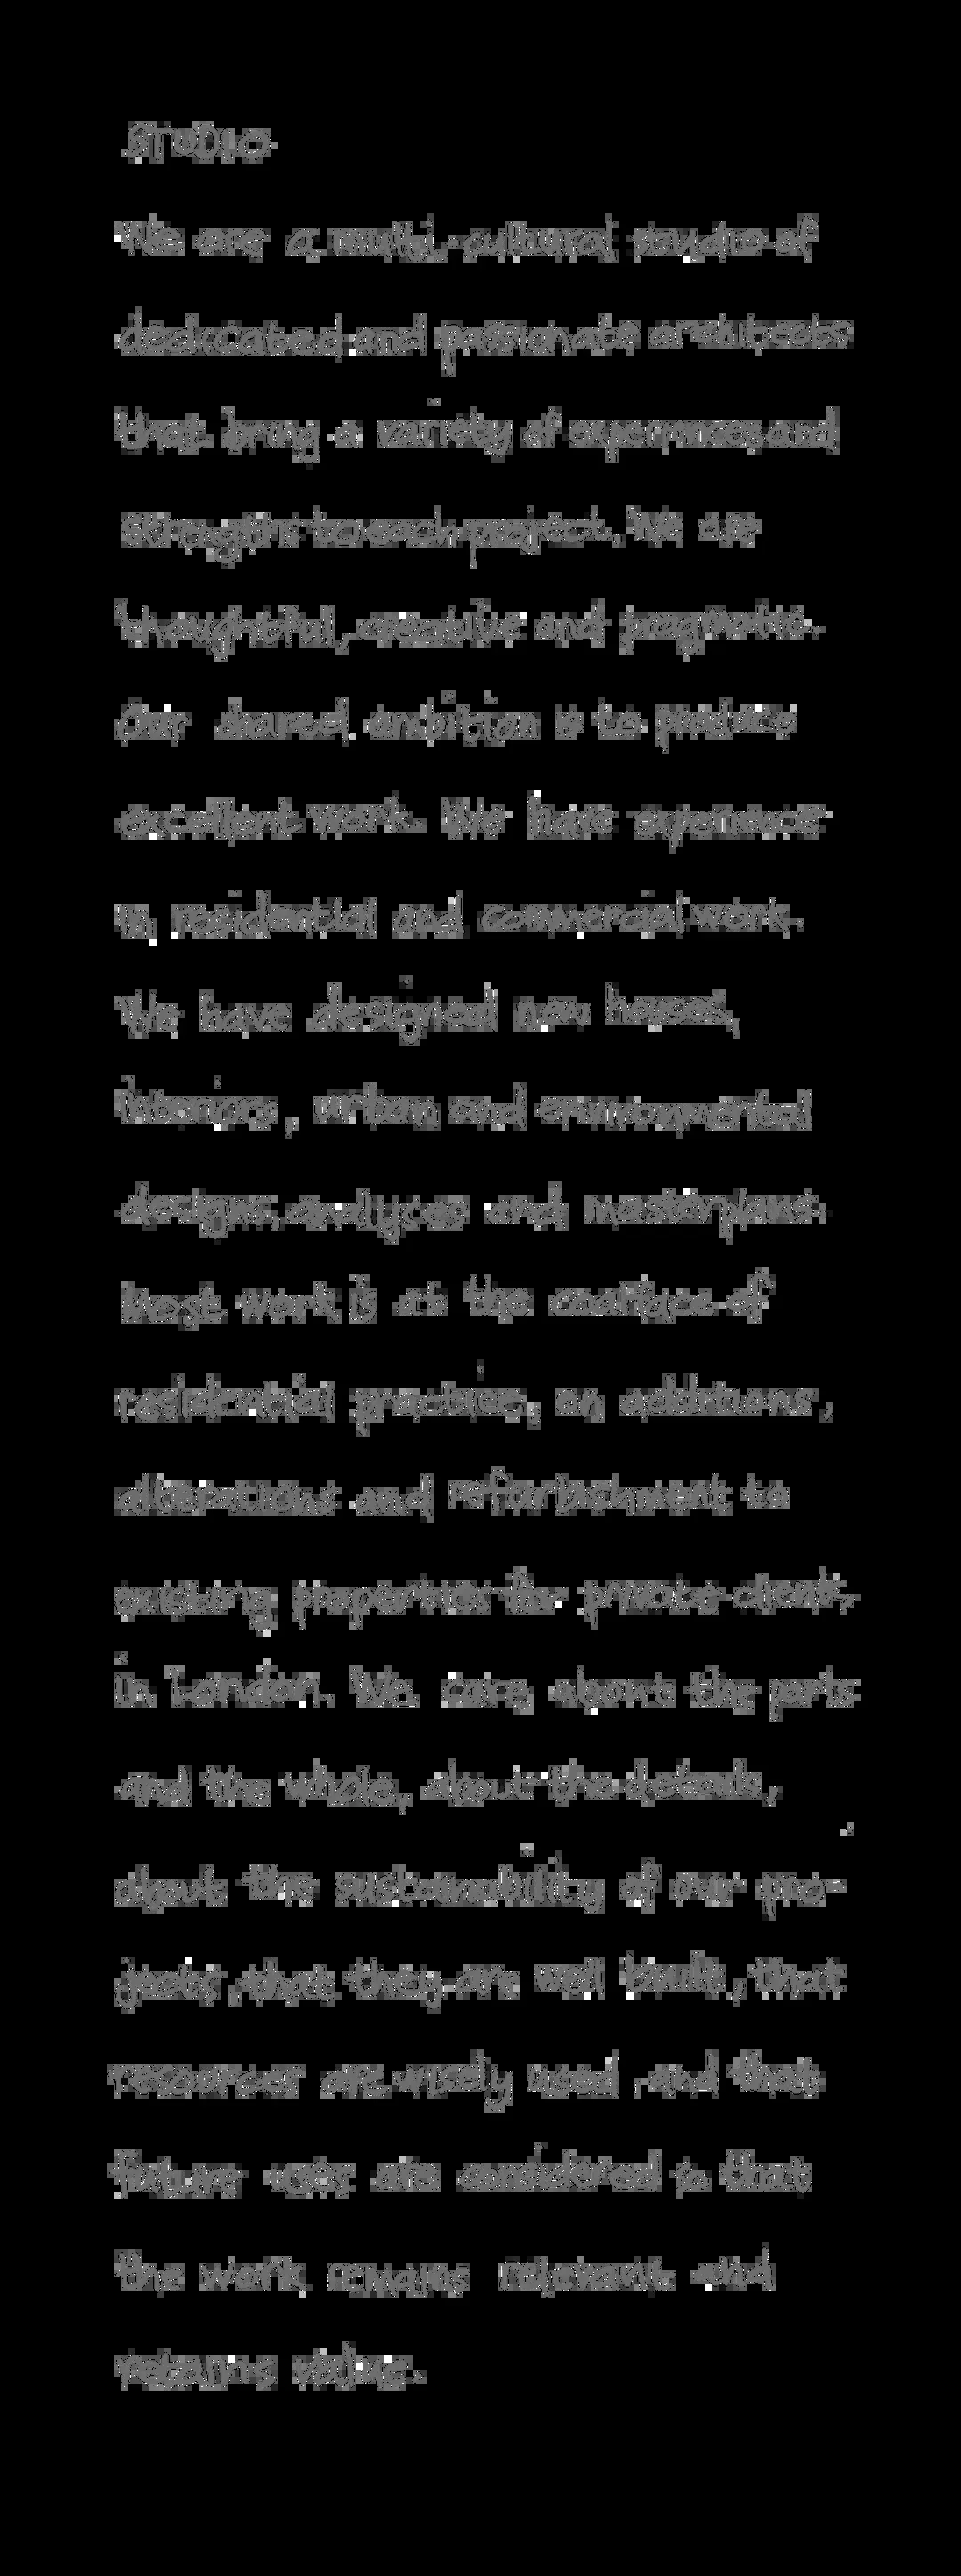 STUDIO
We are a multi-cultural studio of
dedicated and passionate architects
that bring a variety of expertise and
strengths to each project. We are
thoughtful, creative and pragmatic.
Our shared ambition is to produce
excellent work. We have experience
in residential and commercial work.
We have designed new houses,
interiors, urban and environmental
designs, analyses and masterplans.
Most work is at the coalface of
residential practice, on additions,
alterations and refurbishment to
existing properties for private clients,
in London. We care about the parts
and the whole, about the details,
about the sustainability of our pro-
jects, that they are well built, that
resources are wisely used, and that
future uses are considered so that
the work remains relevant and
retains value.